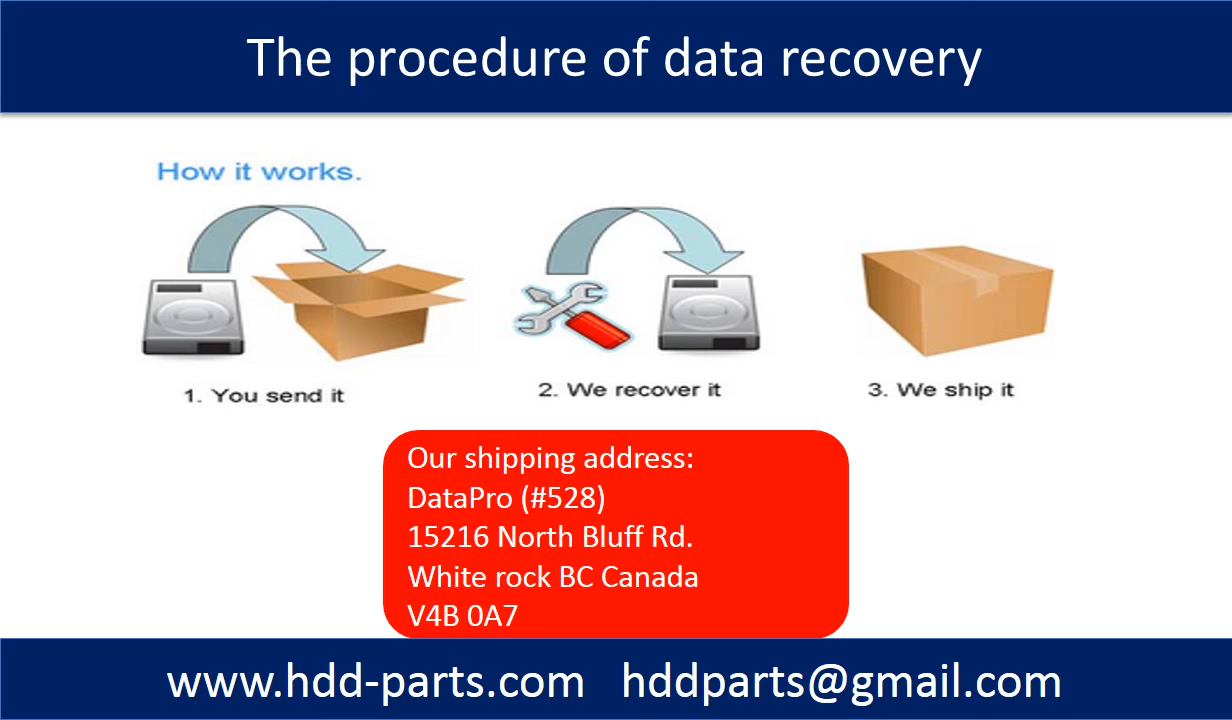 The procedure of data recovery
How it works.
1. You send it
2. We recover it
3. We ship it
Our shipping address:
DataPro (#528)
15216 North Bluff Rd.
White rock BC Canada
V4B 0A7
www.hdd-parts.com hddparts@gmail.com